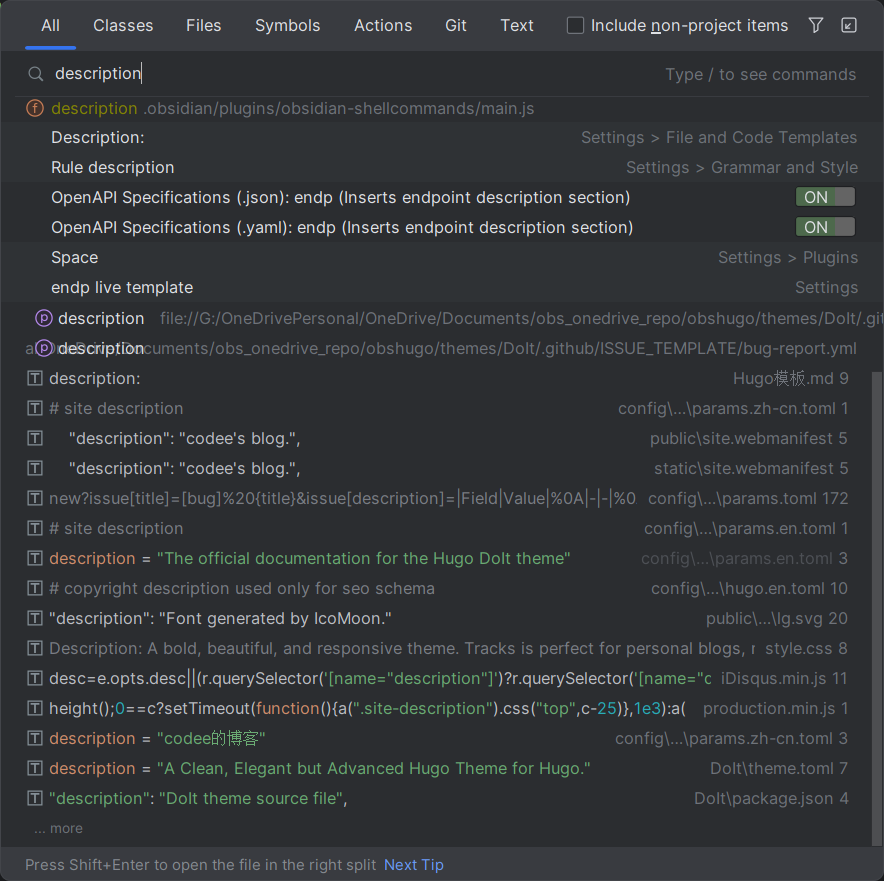 All Classes Files Symbols Actions Git Text Include non-project items
description Type / to see commands
f description .obsidian/plugins/obsidian-shellcommands/main.js
Description: Settings > File and Code Templates
Rule description Settings > Grammar and Style
OpenAPI Specifications (.json): endp (Inserts endpoint description section) ON
OpenAPI Specifications (.yaml): endp (Inserts endpoint description section) ON
Space Settings > Plugins
endp live template Settings
p description file://G:/OneDrivePersonal/OneDrive/Documents/obs_onedrive_repo/obshugo/themes/DoIt/.git
p description Documents/obs_onedrive_repo/obshugo/themes/DoIt/.github/ISSUE_TEMPLATE/bug-report.yml
T description: Hugo模板.md 9
T # site description config\...\params.zh-cn.toml 1
T "description": "codee's blog.", public\site.webmanifest 5
T "description": "codee's blog.", static\site.webmanifest 5
T new?issue[title]=[bug]%20{title}&issue[description]=|Field|Value|%0A|-|-|%0 config\...\params.toml 172
T # site description config\...\params.en.toml 1
T description = "The official documentation for the Hugo DoIt theme" config\...\params.en.toml 3
T # copyright description used only for seo schema config\...\hugo.en.toml 10
T "description": "Font generated by IcoMoon." public\...\lg.svg 20
T Description: A bold, beautiful, and responsive theme. Tracks is perfect for personal blogs, r style.css 8
T desc=e.opts.desc||(r.querySelector('[name="description"]')?r.querySelector('[name="c iDisqus.min.js 11
T height();0==c?setTimeout(function(){a(".site-description").css("top",c-25)},1e3):a( production.min.js 1
T description = "codee的博客" config\...\params.zh-cn.toml 3
T description = "A Clean, Elegant but Advanced Hugo Theme for Hugo." DoIt\theme.toml 7
T "description": "DoIt theme source file", DoIt\package.json 4
... more
Press Shift+Enter to open the file in the right split Next Tip